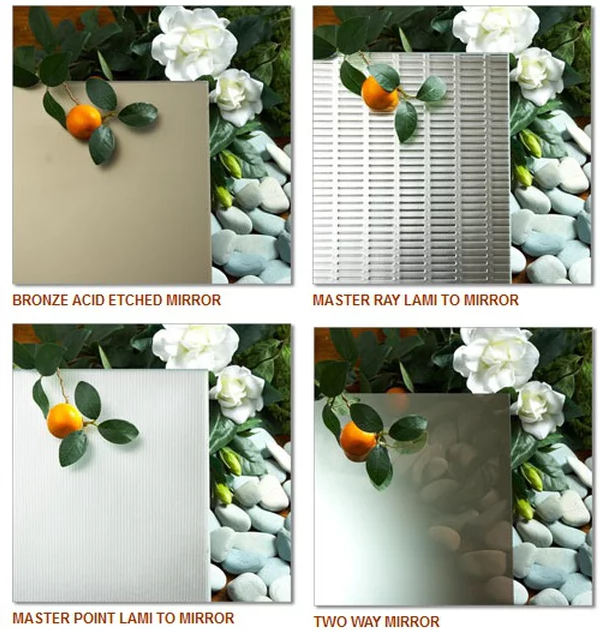 BRONZE ACID ETCHED MIRROR
MASTER RAY LAMI TO MIRROR
MASTER POINT LAMI TO MIRROR
TWO WAY MIRROR